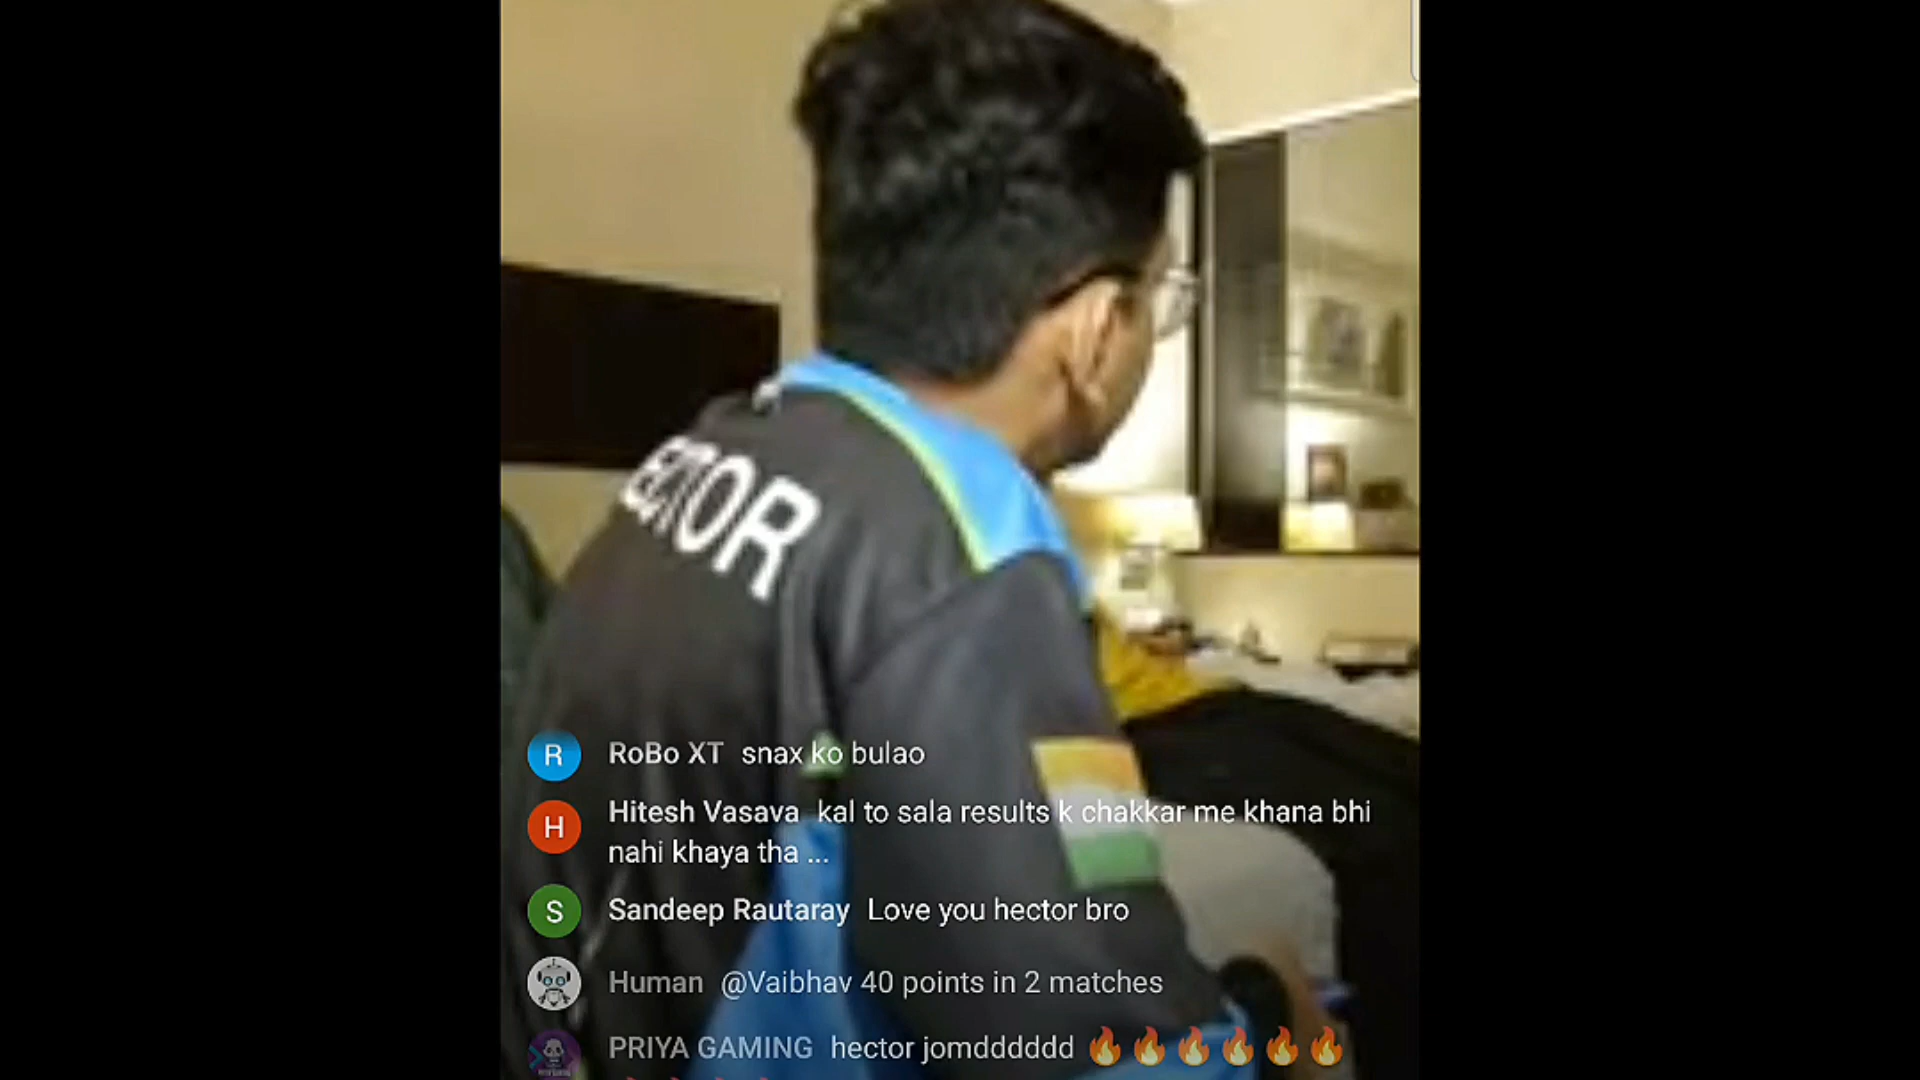 ECTOR
R RoBo XT snax ko bulao
H Hitesh Vasava kal to sala results k chakkar me khana bhi
nahi khaya tha ...
S Sandeep Rautaray Love you hector bro
Human @Vaibhav 40 points in 2 matches
PRIYA GAMING hector jomdddddd 🔥🔥🔥🔥🔥🔥